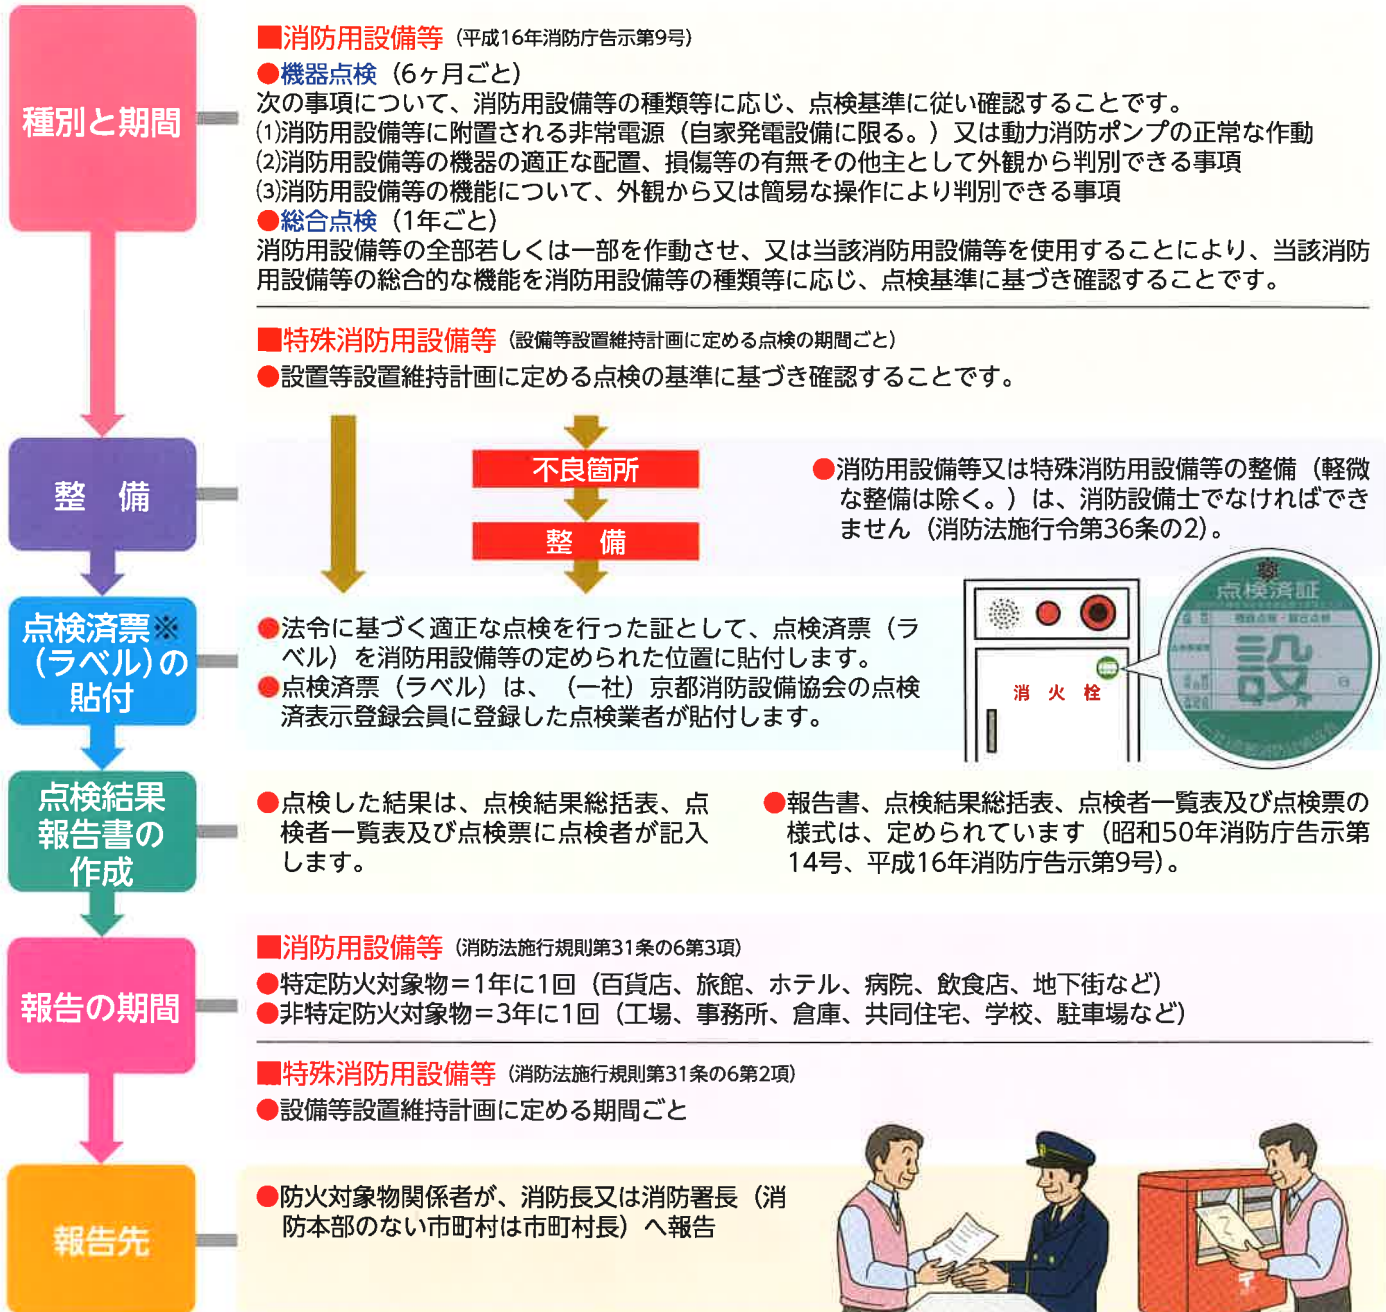 種別と期間
■消防用設備等（平成16年消防庁告示第9号）
●機器点検（6ヶ月ごと）
次の事項について、消防用設備等の種類等に応じ、点検基準に従い確認することです。
⑴消防用設備等に附置される非常電源（自家発電設備に限る。）又は動力消防ポンプの正常な作動
⑵消防用設備等の機器の適正な配置、損傷等の有無その他主として外観から判別できる事項
⑶消防用設備等の機能について、外観から又は簡易な操作により判別できる事項
●総合点検（1年ごと）
消防用設備等の全部若しくは一部を作動させ、又は当該消防用設備等を使用することにより、当該消防
用設備等の総合的な機能を消防用設備等の種類等に応じ、点検基準に基づき確認することです。
■特殊消防用設備等（設備等設置維持計画に定める点検の期間ごと）
●設置等設置維持計画に定める点検の基準に基づき確認することです。
整　備
不良箇所
整　備
●消防用設備等又は特殊消防用設備等の整備（軽微
な整備は除く。）は、消防設備士でなければでき
ません（消防法施行令第36条の2）。
点検済票※
（ラベル）の
貼付
●法令に基づく適正な点検を行った証として、点検済票（ラ
ベル）を消防用設備等の定められた位置に貼付します。
●点検済票（ラベル）は、（一社）京都消防設備協会の点検
済表示登録会員に登録した点検業者が貼付します。
消火栓
点検済証
機器点検・総合点検
設
日
点検結果
報告書の
作成
●点検した結果は、点検結果総括表、点
検者一覧表及び点検票に点検者が記入
します。
●報告書、点検結果総括表、点検者一覧表及び点検票の
様式は、定められています（昭和50年消防庁告示第
14号、平成16年消防庁告示第9号）。
報告の期間
■消防用設備等（消防法施行規則第31条の6第3項）
●特定防火対象物＝1年に1回（百貨店、旅館、ホテル、病院、飲食店、地下街など）
●非特定防火対象物＝3年に1回（工場、事務所、倉庫、共同住宅、学校、駐車場など）
■特殊消防用設備等（消防法施行規則第31条の6第2項）
●設備等設置維持計画に定める期間ごと
報告先
●防火対象物関係者が、消防長又は消防署長（消
防本部のない市町村は市町村長）へ報告
〒